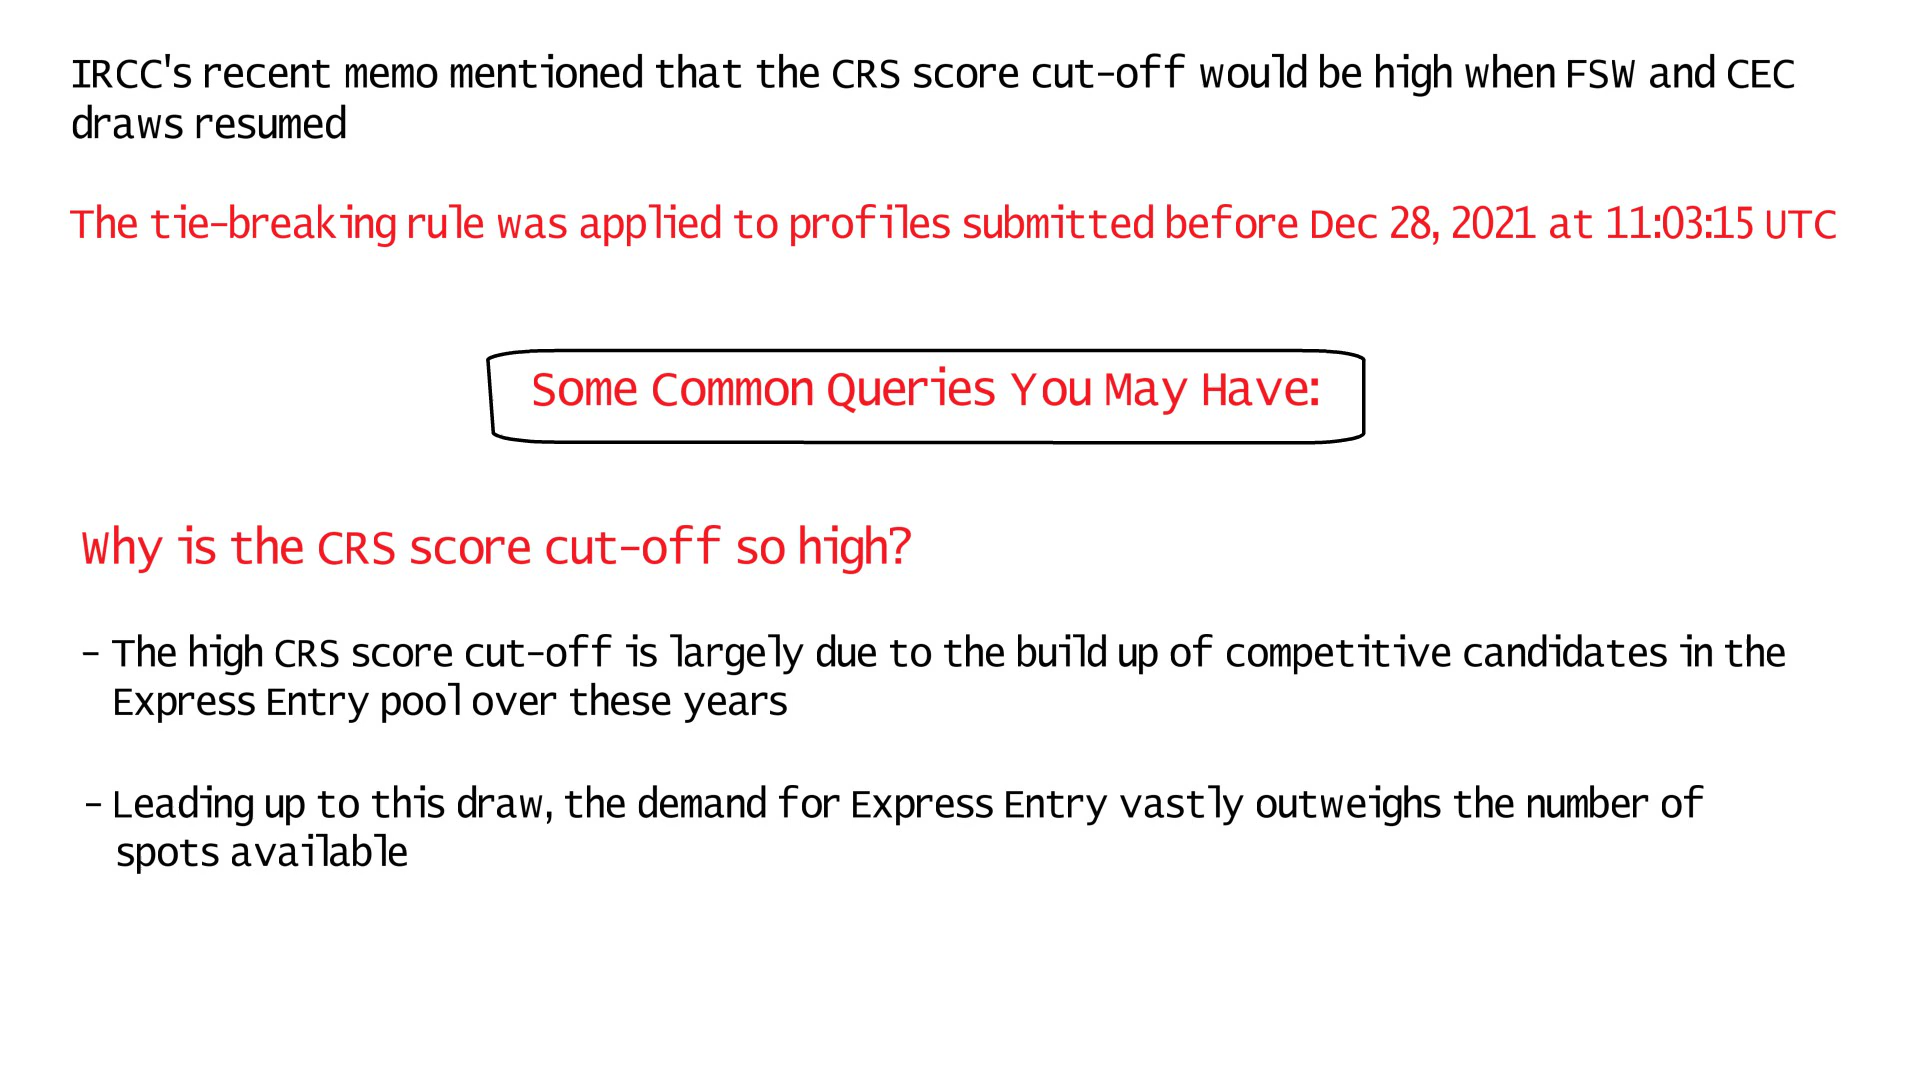 IRCC's recent memo mentioned that the CRS score cut-off would be high when FSW and CEC
draws resumed
The tie-breaking rule was applied to profiles submitted before Dec 28, 2021 at 11:03:15 UTC
Some Common Queries You May Have:
Why is the CRS score cut-off so high?
- The high CRS score cut-off is largely due to the build up of competitive candidates in the
Express Entry pool over these years
- Leading up to this draw, the demand for Express Entry vastly outweighs the number of
spots available